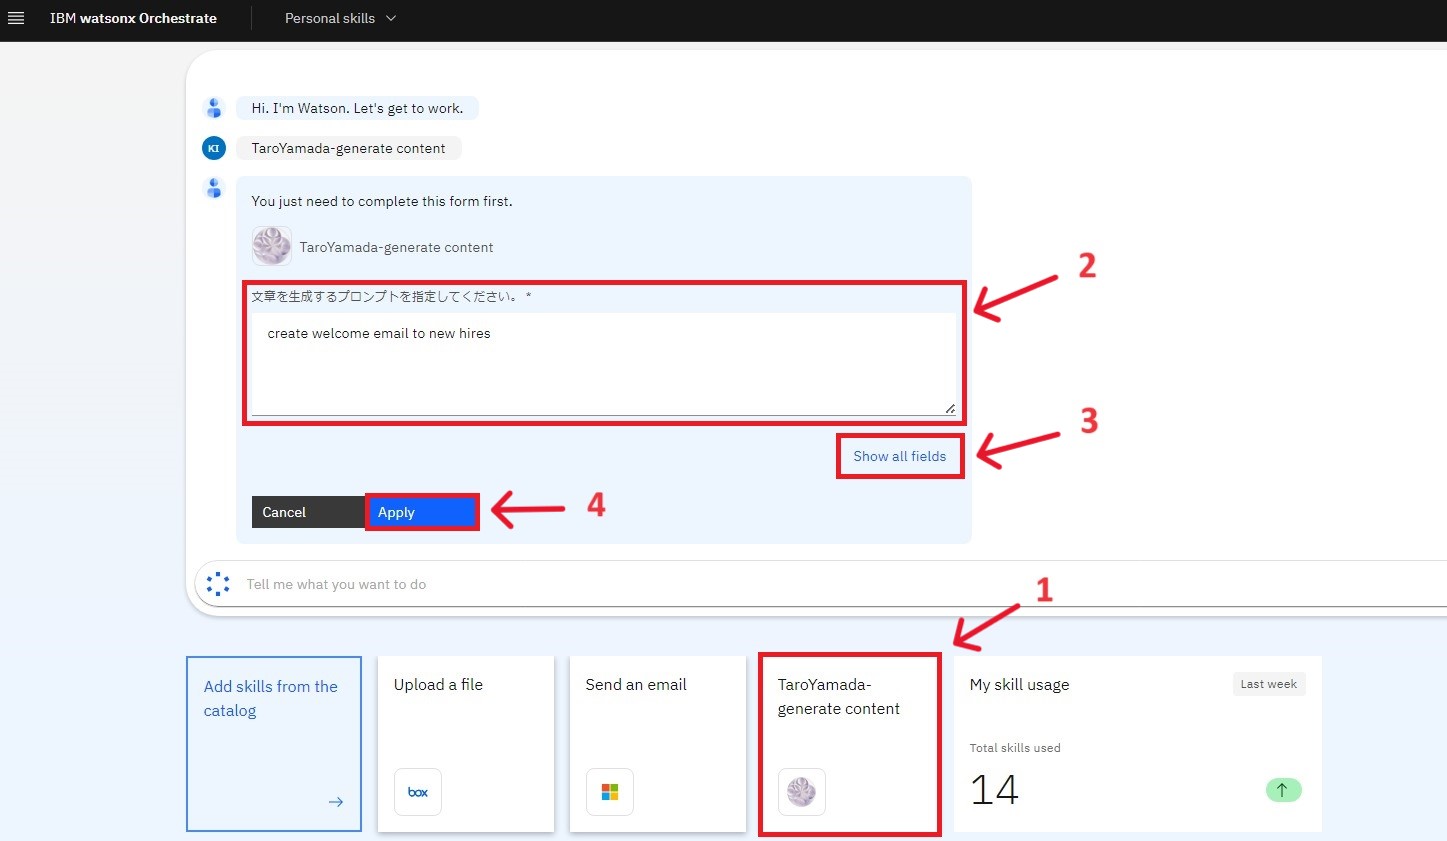 IBM watsonx Orchestrate
Personal skills
Hi. I'm Watson. Let's get to work.
KI
TaroYamada-generate content
You just need to complete this form first.
TaroYamada-generate content
文章を生成するプロンプトを指定してください。 *
create welcome email to new hires
2
Show all fields
3
Cancel
Apply
4
Tell me what you want to do
1
Add skills from the
catalog
Upload a file
box
Send an email
TaroYamada-
generate content
My skill usage
Last week
Total skills used
14